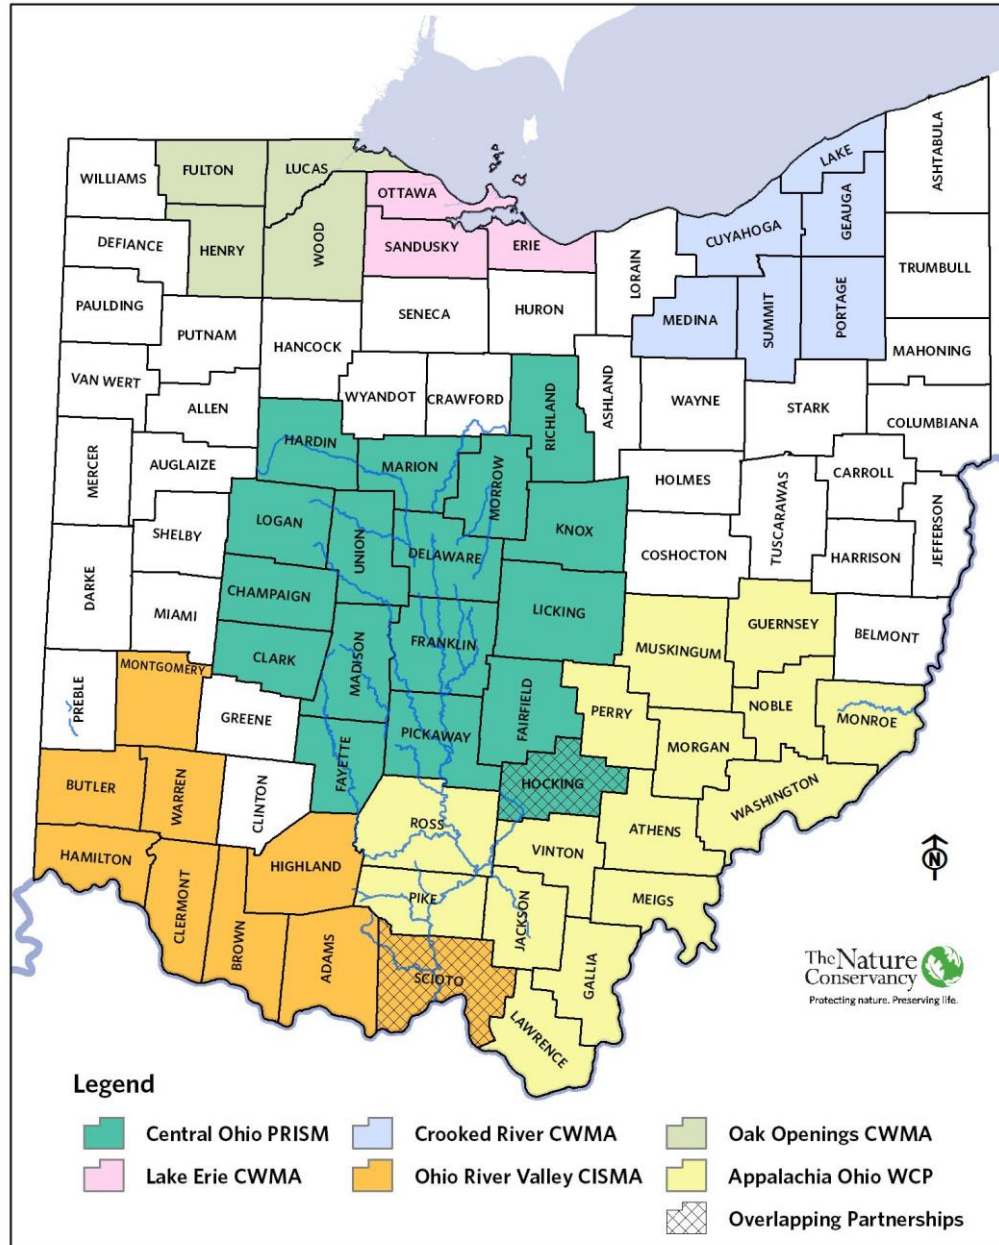 LAKE
ASHTABULA
GEAUGA
CUYAHOGA
FULTON
LUCAS
WILLIAMS
OTTAWA
DEFIANCE
HENRY
WOOD
SANDUSKY
ERIE
LORAIN
TRUMBULL
PAULDING
SENECA
HURON
MEDINA
SUMMIT
PORTAGE
PUTNAM
HANCOCK
MAHONING
VAN WERT
ALLEN
WYANDOT
CRAWFORD
RICHLAND
ASHLAND
WAYNE
STARK
COLUMBIANA
HARDIN
MARION
MORROW
MERCER
AUGLAIZE
HOLMES
CARROLL
TUSCARAWAS
JEFFERSON
LOGAN
UNION
DELAWARE
KNOX
SHELBY
COSHOCTON
HARRISON
DARKE
CHAMPAIGN
LICKING
MIAMI
GUERNSEY
FRANKLIN
MUSKINGUM
BELMONT
CLARK
MADISON
MONTGOMERY
PREBLE
GREENE
FAYETTE
PICKAWAY
FAIRFIELD
PERRY
NOBLE
MONROE
MORGAN
BUTLER
WARREN
CLINTON
HOCKING
WASHINGTON
ROSS
ATHENS
VINTON
HAMILTON
HIGHLAND
CLERMONT
BROWN
ADAMS
PIKE
JACKSON
MEIGS
GALLIA
SCIOTO
LAWRENCE
N
The Nature
Conservancy
Protecting nature. Preserving life.
Legend
Central Ohio PRISM
Crooked River CWMA
Oak Openings CWMA
Lake Erie CWMA
Ohio River Valley CISMA
Appalachia Ohio WCP
Overlapping Partnerships